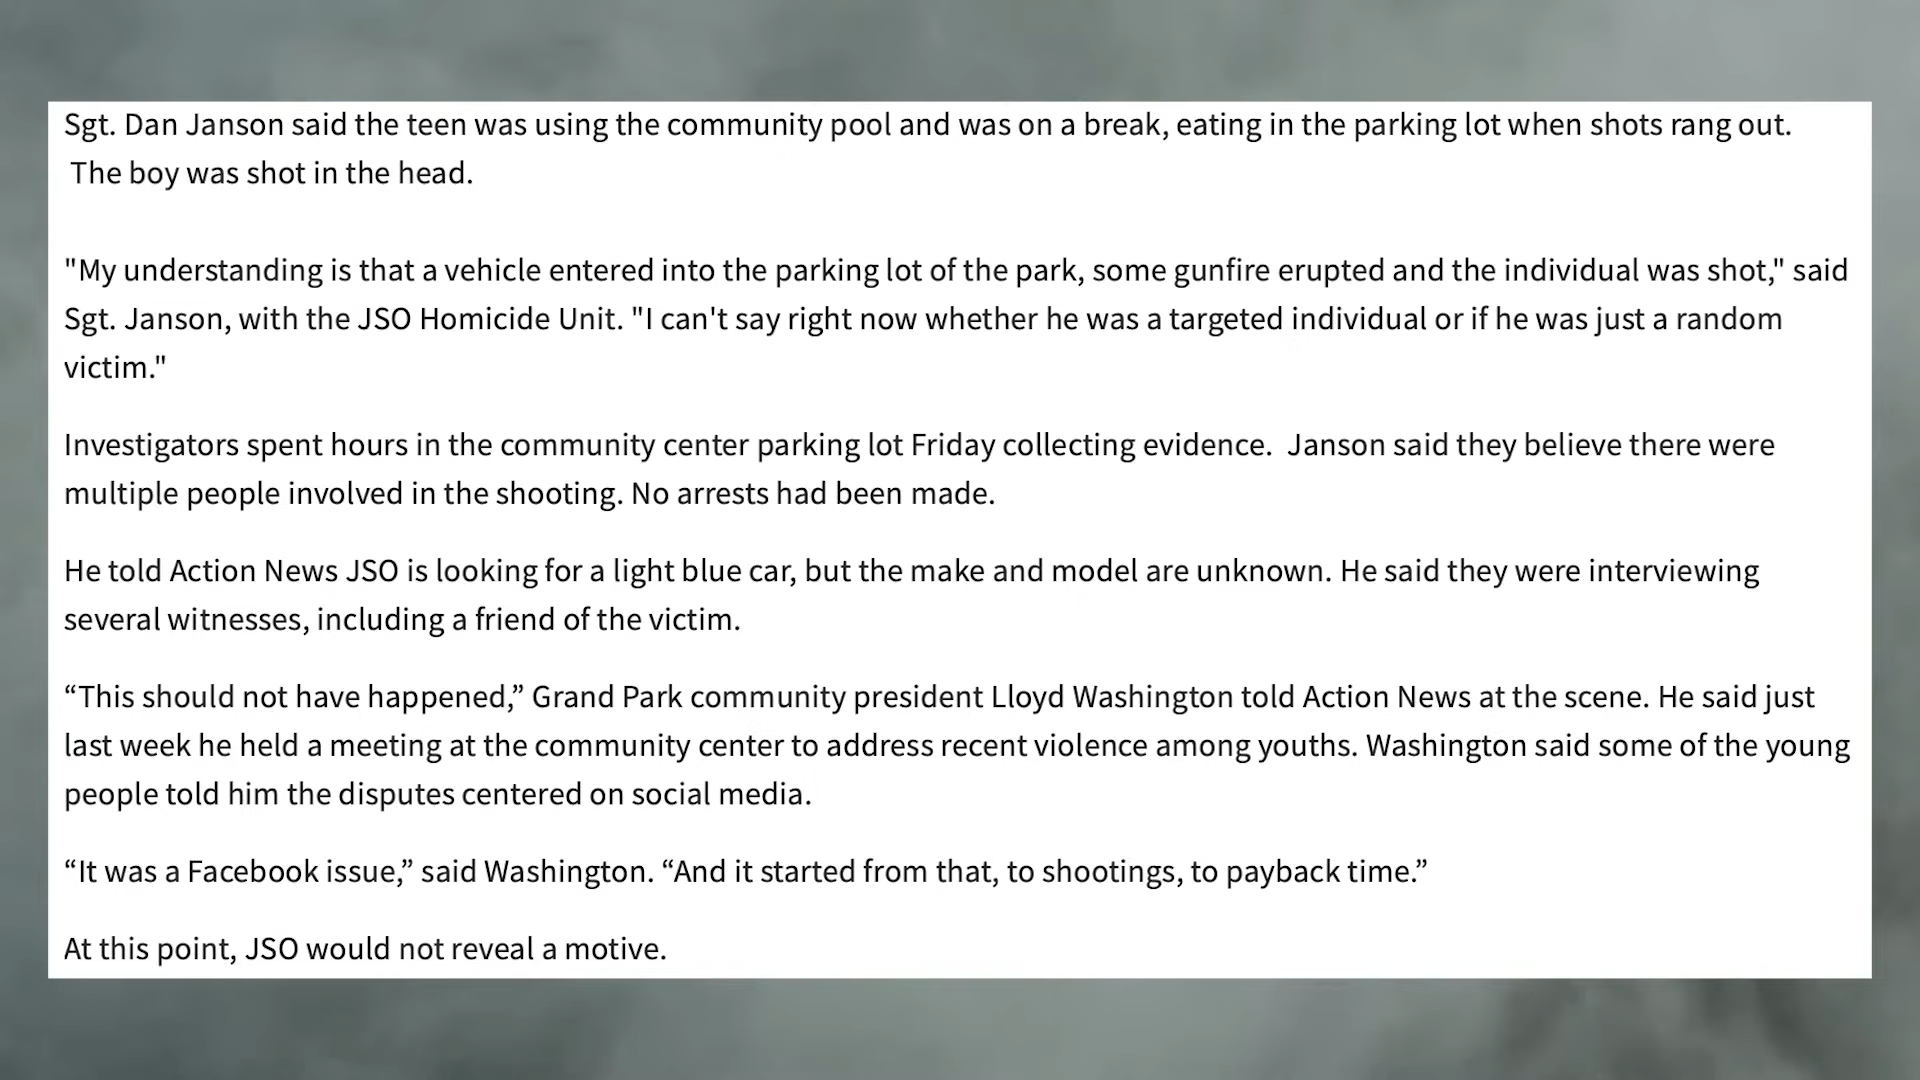 Sgt. Dan Janson said the teen was using the community pool and was on a break, eating in the parking lot when shots rang out.
The boy was shot in the head.
"My understanding is that a vehicle entered into the parking lot of the park, some gunfire erupted and the individual was shot," said
Sgt. Janson, with the JSO Homicide Unit. "I can't say right now whether he was a targeted individual or if he was just a random
victim."
Investigators spent hours in the community center parking lot Friday collecting evidence.  Janson said they believe there were
multiple people involved in the shooting. No arrests had been made.
He told Action News JSO is looking for a light blue car, but the make and model are unknown. He said they were interviewing
several witnesses, including a friend of the victim.
“This should not have happened,” Grand Park community president Lloyd Washington told Action News at the scene. He said just
last week he held a meeting at the community center to address recent violence among youths. Washington said some of the young
people told him the disputes centered on social media.
“It was a Facebook issue,” said Washington. “And it started from that, to shootings, to payback time.”
At this point, JSO would not reveal a motive.